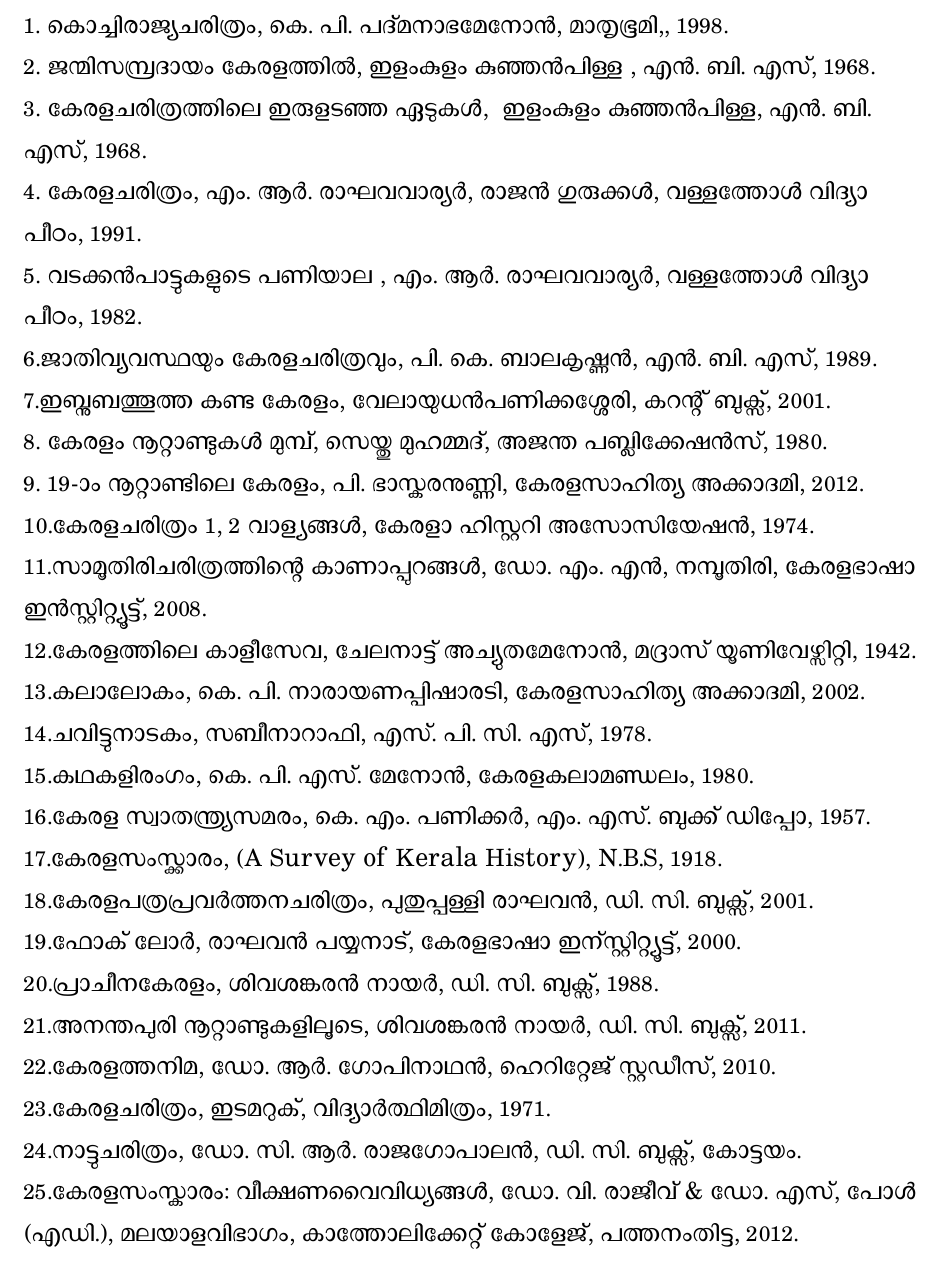 1. കൊച്ചിരാജ്യചരിത്രം, കെ. പി. പദ്മനാഭമേനോൻ, മാതൃഭൂമി,, 1998.
2. ജന്മിസമ്പ്രദായം കേരളത്തിൽ, ഇളംകുളം കുഞ്ഞൻപിള്ള , എൻ. ബി. എസ്, 1968.
3. കേരളചരിത്രത്തിലെ ഇരുളടഞ്ഞ ഏടുകൾ,  ഇളംകുളം കുഞ്ഞൻപിള്ള, എൻ. ബി.
എസ്, 1968.
4. കേരളചരിത്രം, എം. ആർ. രാഘവവാര്യർ, രാജൻ ഗുരുക്കൾ, വള്ളത്തോൾ വിദ്യാ
പീഠം, 1991.
5. വടക്കൻപാട്ടുകളുടെ പണിയാല , എം. ആർ. രാഘവവാര്യർ, വള്ളത്തോൾ വിദ്യാ
പീഠം, 1982.
6.ജാതിവ്യവസ്ഥയും കേരളചരിത്രവും, പി. കെ. ബാലകൃഷ്ണൻ, എൻ. ബി. എസ്, 1989.
7.ഇബ്നുബത്തൂത്ത കണ്ട കേരളം, വേലായുധൻപണിക്കശ്ശേരി, കറന്റ് ബുക്സ്, 2001.
8. കേരളം നൂറ്റാണ്ടുകൾ മുമ്പ്, സെയ്തു മുഹമ്മദ്, അജന്ത പബ്ലിക്കേഷൻസ്, 1980.
9. 19-ാം നൂറ്റാണ്ടിലെ കേരളം, പി. ഭാസ്കരനുണ്ണി, കേരളസാഹിത്യ അക്കാദമി, 2012.
10.കേരളചരിത്രം 1, 2 വാള്യങ്ങൾ, കേരളാ ഹിസ്റ്ററി അസോസിയേഷൻ, 1974.
11.സാമൂതിരിചരിത്രത്തിന്റെ കാണാപ്പുറങ്ങൾ, ഡോ. എം. എൻ, നമ്പൂതിരി, കേരളഭാഷാ
ഇൻസ്റ്റിറ്റ്യൂട്ട്, 2008.
12.കേരളത്തിലെ കാളീസേവ, ചേലനാട്ട് അച്യുതമേനോൻ, മദ്രാസ് യൂണിവേഴ്സിറ്റി, 1942.
13.കലാലോകം, കെ. പി. നാരായണപ്പിഷാരടി, കേരളസാഹിത്യ അക്കാദമി, 2002.
14.ചവിട്ടുനാടകം, സബീനാറാഫി, എസ്. പി. സി. എസ്, 1978.
15.കഥകളിരംഗം, കെ. പി. എസ്. മേനോൻ, കേരളകലാമണ്ഡലം, 1980.
16.കേരള സ്വാതന്ത്ര്യസമരം, കെ. എം. പണിക്കർ, എം. എസ്. ബുക്ക് ഡിപ്പോ, 1957.
17.കേരളസംസ്ക്കാരം, (A Survey of Kerala History), N.B.S, 1918.
18.കേരളപത്രപ്രവർത്തനചരിത്രം, പുതുപ്പള്ളി രാഘവൻ, ഡി. സി. ബുക്സ്, 2001.
19.ഫോക് ലോർ, രാഘവൻ പയ്യനാട്, കേരളഭാഷാ ഇന്സ്റ്റിറ്റ്യൂട്ട്, 2000.
20.പ്രാചീനകേരളം, ശിവശങ്കരൻ നായർ, ഡി. സി. ബുക്സ്, 1988.
21.അനന്തപുരി നൂറ്റാണ്ടുകളിലൂടെ, ശിവശങ്കരൻ നായർ, ഡി. സി. ബുക്സ്, 2011.
22.കേരളത്തനിമ, ഡോ. ആർ. ഗോപിനാഥൻ, ഹെറിറ്റേജ് സ്റ്റഡീസ്, 2010.
23.കേരളചരിത്രം, ഇടമറുക്, വിദ്യാർത്ഥിമിത്രം, 1971.
24.നാട്ടുചരിത്രം, ഡോ. സി. ആർ. രാജഗോപാലൻ, ഡി. സി. ബുക്സ്, കോട്ടയം.
25.കേരളസംസ്കാരം: വീക്ഷണവൈവിധ്യങ്ങൾ, ഡോ. വി. രാജീവ് & ഡോ. എസ്, പോൾ
(എഡി.), മലയാളവിഭാഗം, കാത്തോലിക്കേറ്റ് കോളേജ്, പത്തനംതിട്ട, 2012.